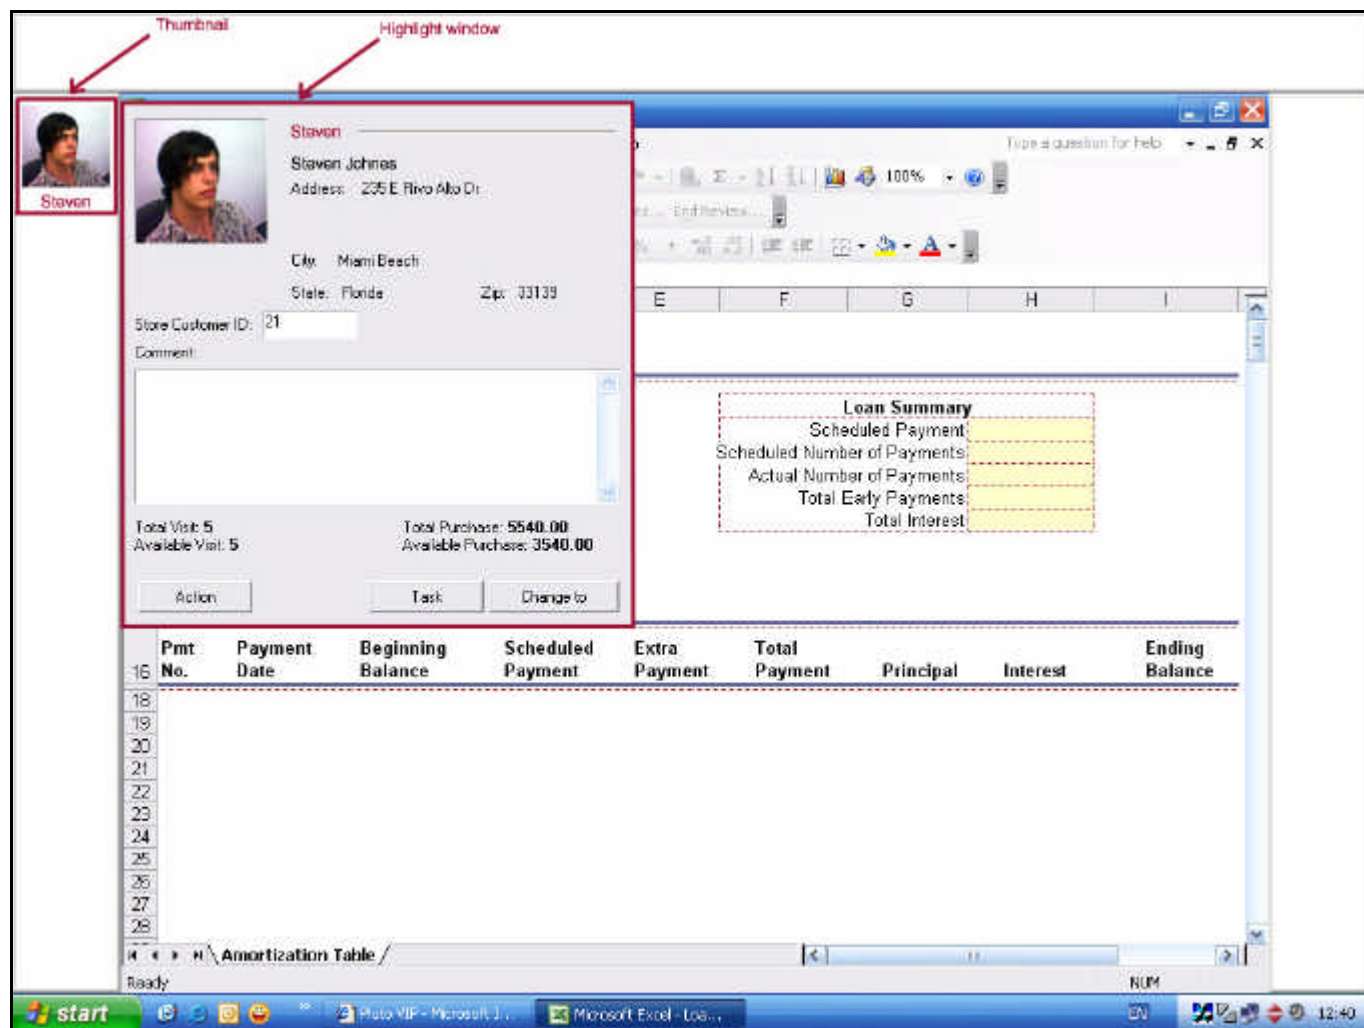 Thumbnail
Highlight window
Steven
Steven
Steven Johnes
Address: 235 E Rivo Alto Dr
City: Miami Beach
State: Florida Zip: 33139
Store Customer ID: 21
Comment:
Total Visit: 5 Total Purchase: 5540.00
Available Visit: 5 Available Purchase: 3540.00
Action Task Change to
Type a question for help
100%
End Review...
E F G H I
Loan Summary
Scheduled Payment
Scheduled Number of Payments
Actual Number of Payments
Total Early Payments
Total Interest
Pmt Payment Beginning Scheduled Extra Total Ending
16 No. Date Balance Payment Payment Payment Principal Interest Balance
18
19
20
21
22
23
24
25
26
27
28
Amortization Table
Ready NUM
start Pluto VIP - Microsoft I... Microsoft Excel - Loa... EN 12:40